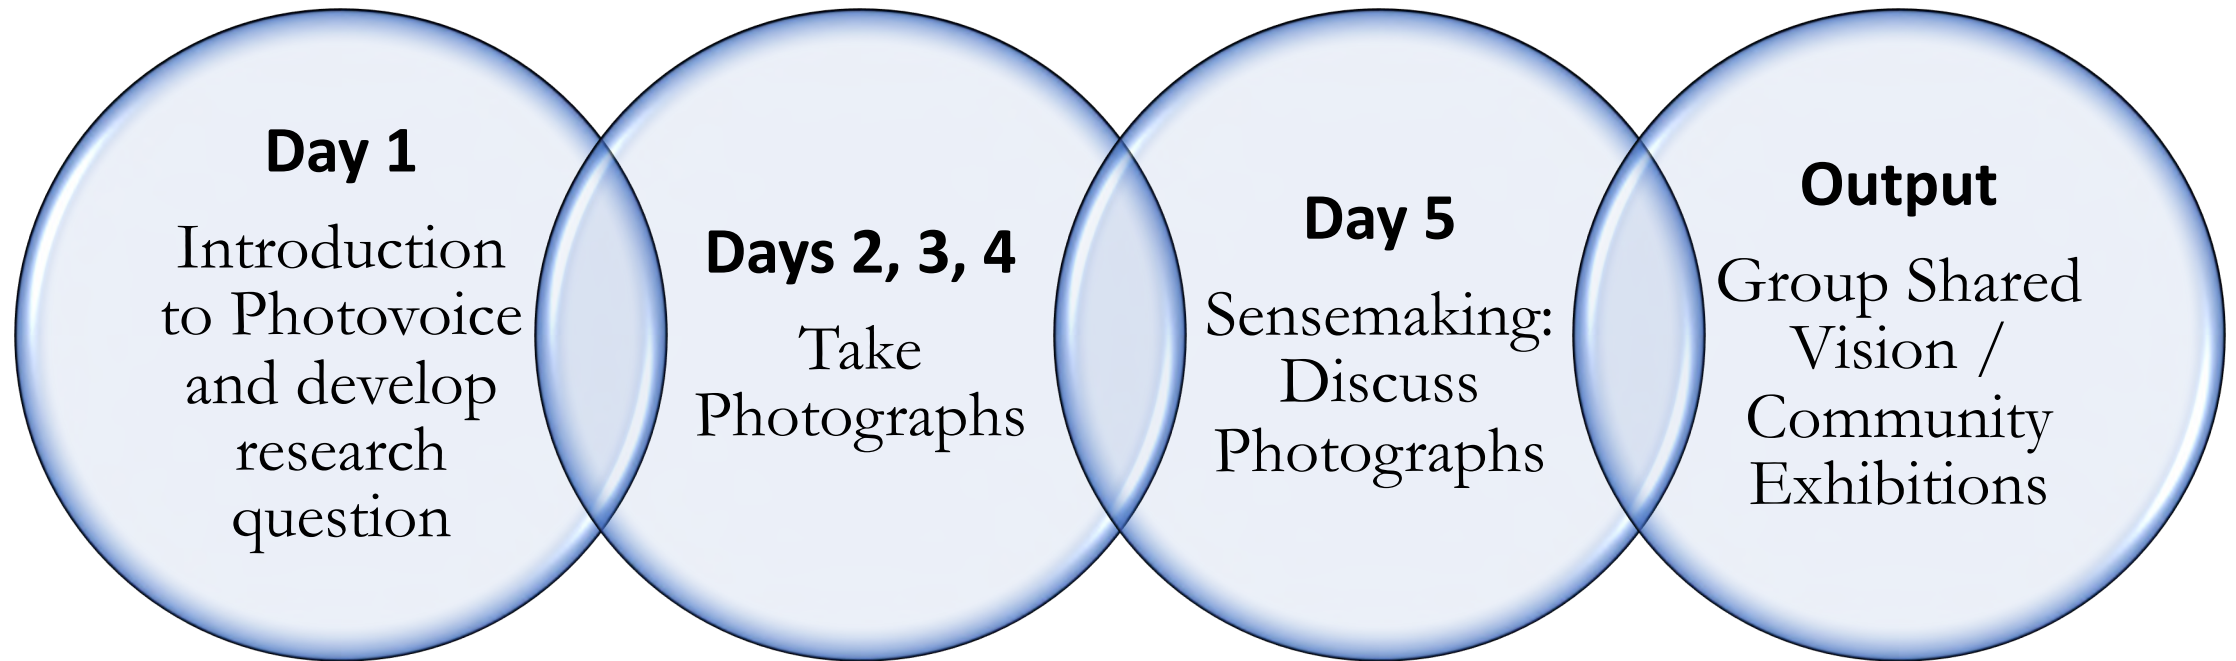 Day 1
Introduction
to Photovoice
and develop
research
question
Days 2, 3, 4
Take
Photographs
Day 5
Sensemaking:
Discuss
Photographs
Output
Group Shared
Vision /
Community
Exhibitions